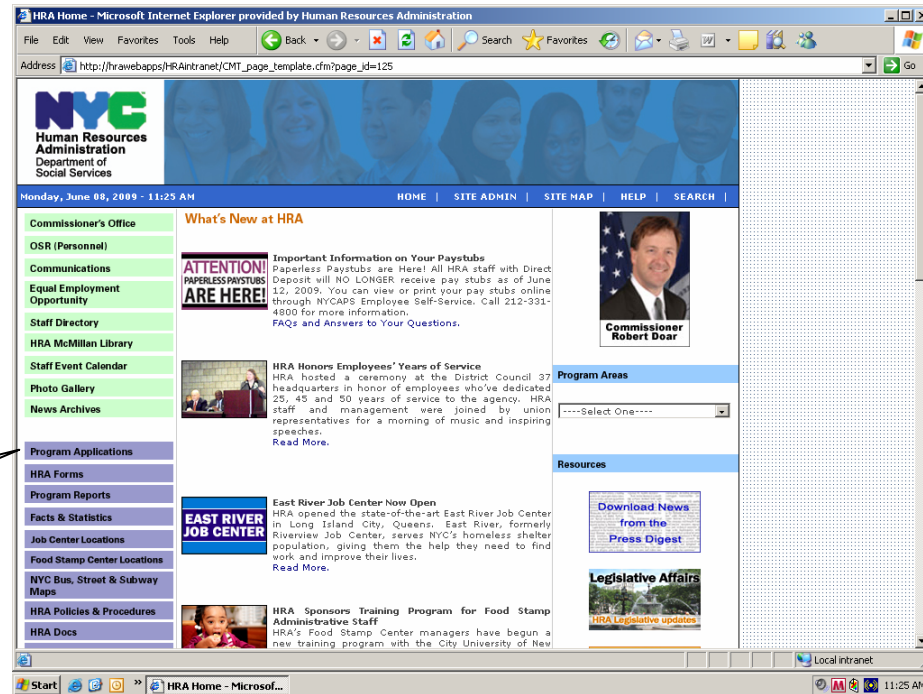 HRA Home - Microsoft Internet Explorer provided by Human Resources Administration
File Edit View Favorites Tools Help
Back
Search
Favorites
Address http://hrawebapps/HRAintranet/CMT_page_template.cfm?page_id=125
Go
NYC
Human Resources
Administration
Department of
Social Services
Monday, June 08, 2009 - 11:25 AM
HOME | SITE ADMIN | SITE MAP | HELP | SEARCH |
Commissioner's Office
OSR (Personnel)
Communications
Equal Employment
Opportunity
Staff Directory
HRA McMillan Library
Staff Event Calendar
Photo Gallery
News Archives
Program Applications
HRA Forms
Program Reports
Facts & Statistics
Job Center Locations
Food Stamp Center Locations
NYC Bus, Street & Subway
Maps
HRA Policies & Procedures
HRA Docs
What's New at HRA
ATTENTION!
PAPERLESS PAYSTUBS
ARE HERE!
Important Information on Your Paystubs
Paperless Paystubs are Here! All HRA staff with Direct
Deposit will NO LONGER receive pay stubs as of June
12, 2009. You can view or print your pay stubs online
through NYCAPS Employee Self-Service. Call 212-331-
4800 for more information.
FAQs and Answers to Your Questions.
HRA Honors Employees' Years of Service
HRA hosted a ceremony at the District Council 37
headquarters in honor of employees who've dedicated
25, 45 and 50 years of service to the agency. HRA
staff and management were joined by union
representatives for a morning of music and inspiring
speeches.
Read More.
EAST RIVER
JOB CENTER
East River Job Center Now Open
HRA opened the state-of-the-art East River Job Center
in Long Island City, Queens. East River, formerly
Riverview Job Center, serves NYC's homeless shelter
population, giving them the help they need to find
work and improve their lives.
Read More.
HRA Sponsors Training Program for Food Stamp
Administrative Staff
HRA's Food Stamp Center managers have begun a
new training program with the City University of New
Commissioner
Robert Doar
Program Areas
----Select One----
Resources
Download News
from the
Press Digest
Legislative Affairs
HRA Legislative updates
Local intranet
Start
HRA Home - Microsof...
11:25 AM